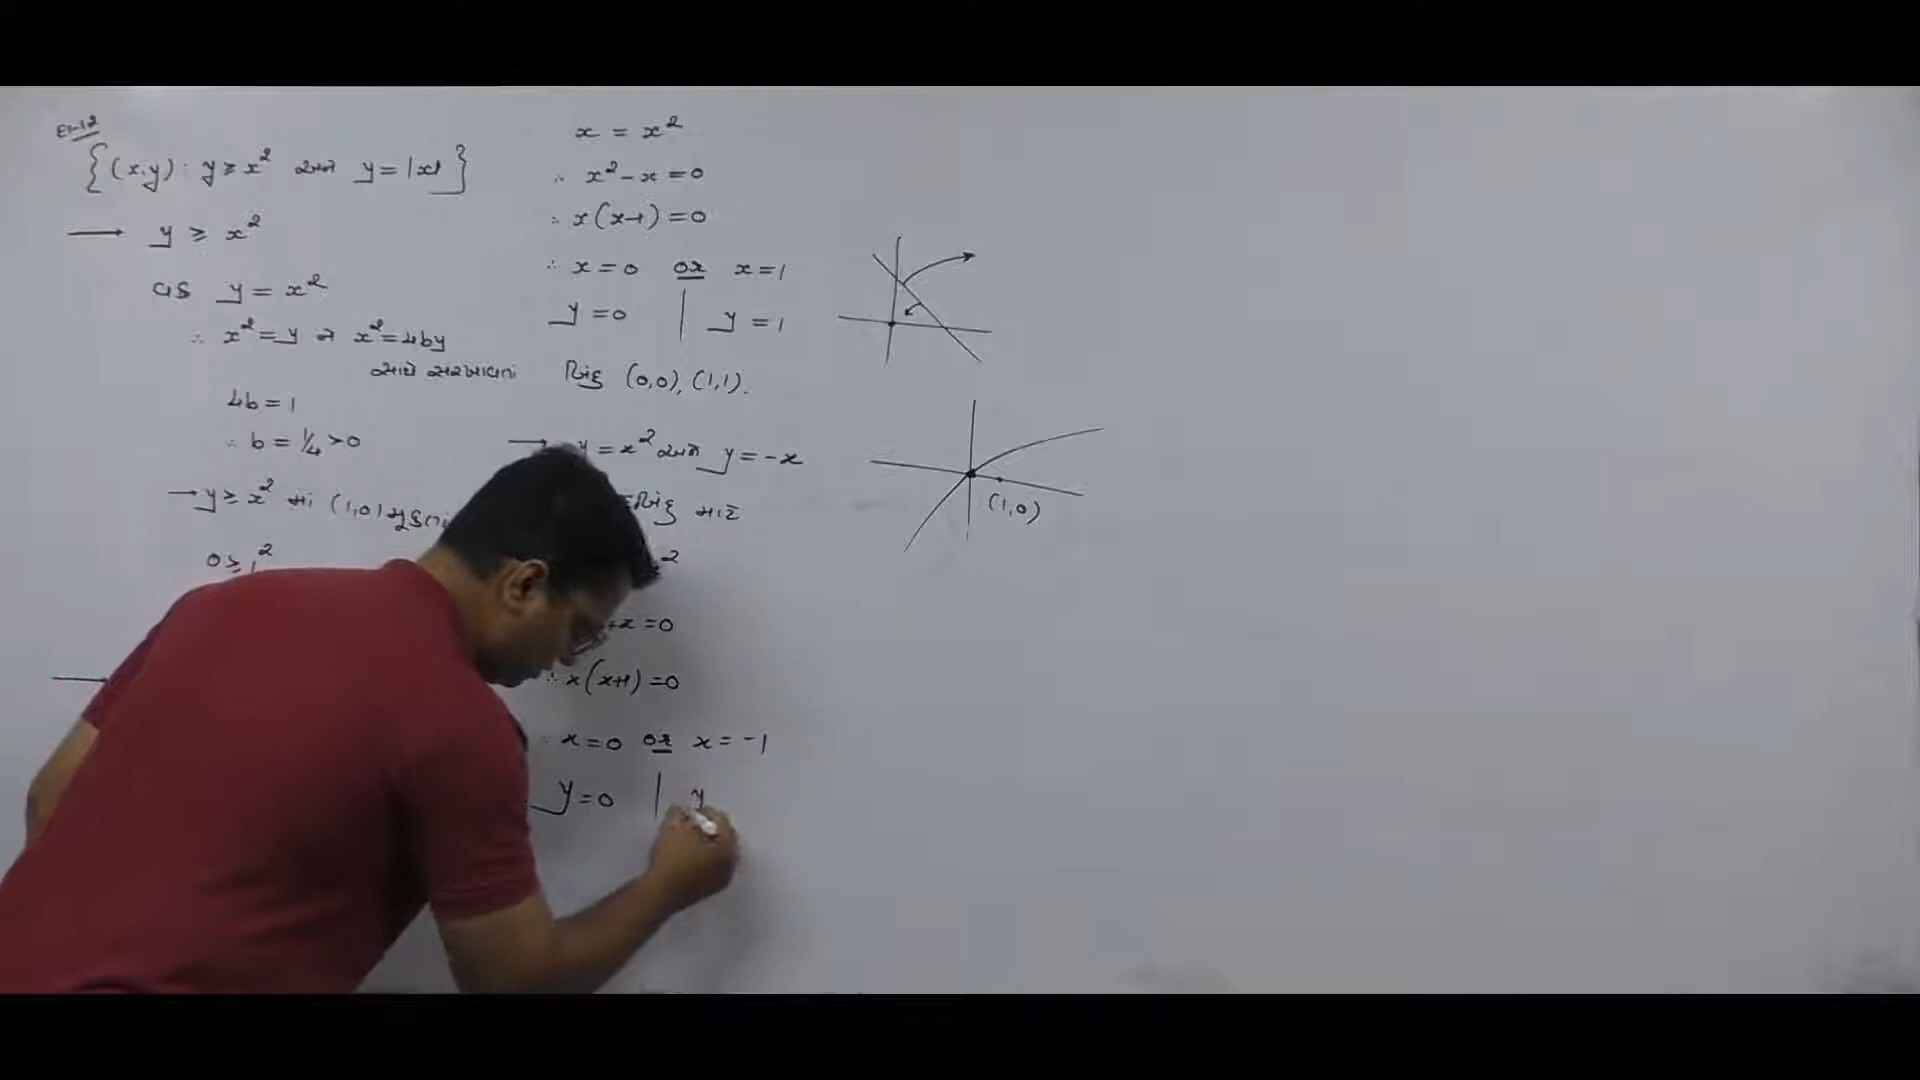 Ex-12
{(x,y) : y ≥ x² અને y = |x|}
→ y ≥ x²
વક્ર y = x²
∴ x² = y ને x² = 4by
સાથે સરખાવતાં
4b = 1
∴ b = 1/4 > 0
→ y ≥ x² માં (1,0) મૂકતાં
0 ≥ 1²
x = x²
∴ x² - x = 0
∴ x(x-1) = 0
∴ x = 0 or x = 1
y = 0 | y = 1
બિંદુ (0,0), (1,1).
→ y = x² અને y = -x
બિંદુ માટે
²
+x = 0
∴ x(x+1) = 0
∴ x = 0 or x = -1
y = 0 | y
(1,0)